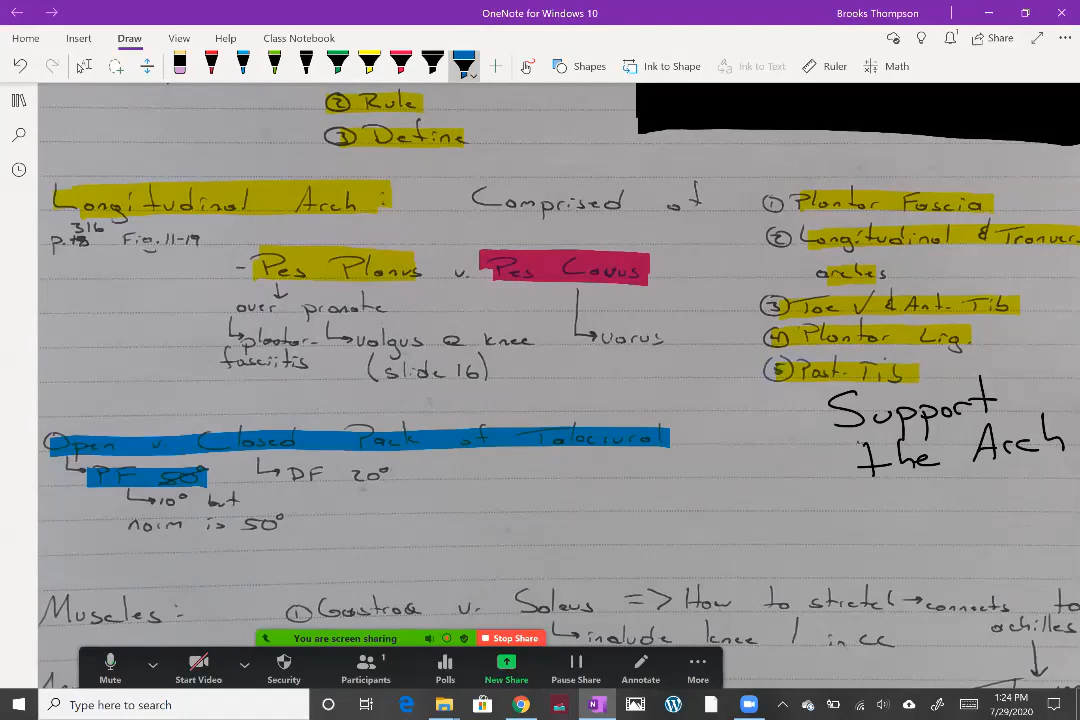 OneNote for Windows 10
Brooks Thompson
Home Insert Draw View Help Class Notebook
Share
Shapes Ink to Shape Ink to Text Ruler Math
② Rule
③ Define
Longitudinal Arch : Comprised of
p. 316 Fig. 11-19
① Plantar Fascia
② Longitudinal & Tranver
arches
③ Toe √ & Ant. Tib
④ Plantar Lig.
⑤ Post. Tib
- Pes Planus v. Pes Cavus
over pronate
plantar fasciitis
valgus @ knee
(slide 16)
varus
Support
the Arch
Open v. Closed Pack of Talocrural
PF 50° DF 20°
10° but
norm is 50°
Muscles : ① Gastroc v. Soleus => How to stretch → connects to
achilles
include knee / in cc
You are screen sharing Stop Share
Mute Start Video Security Participants 1 Polls New Share Pause Share Annotate More
Type here to search
1:24 PM
7/29/2020